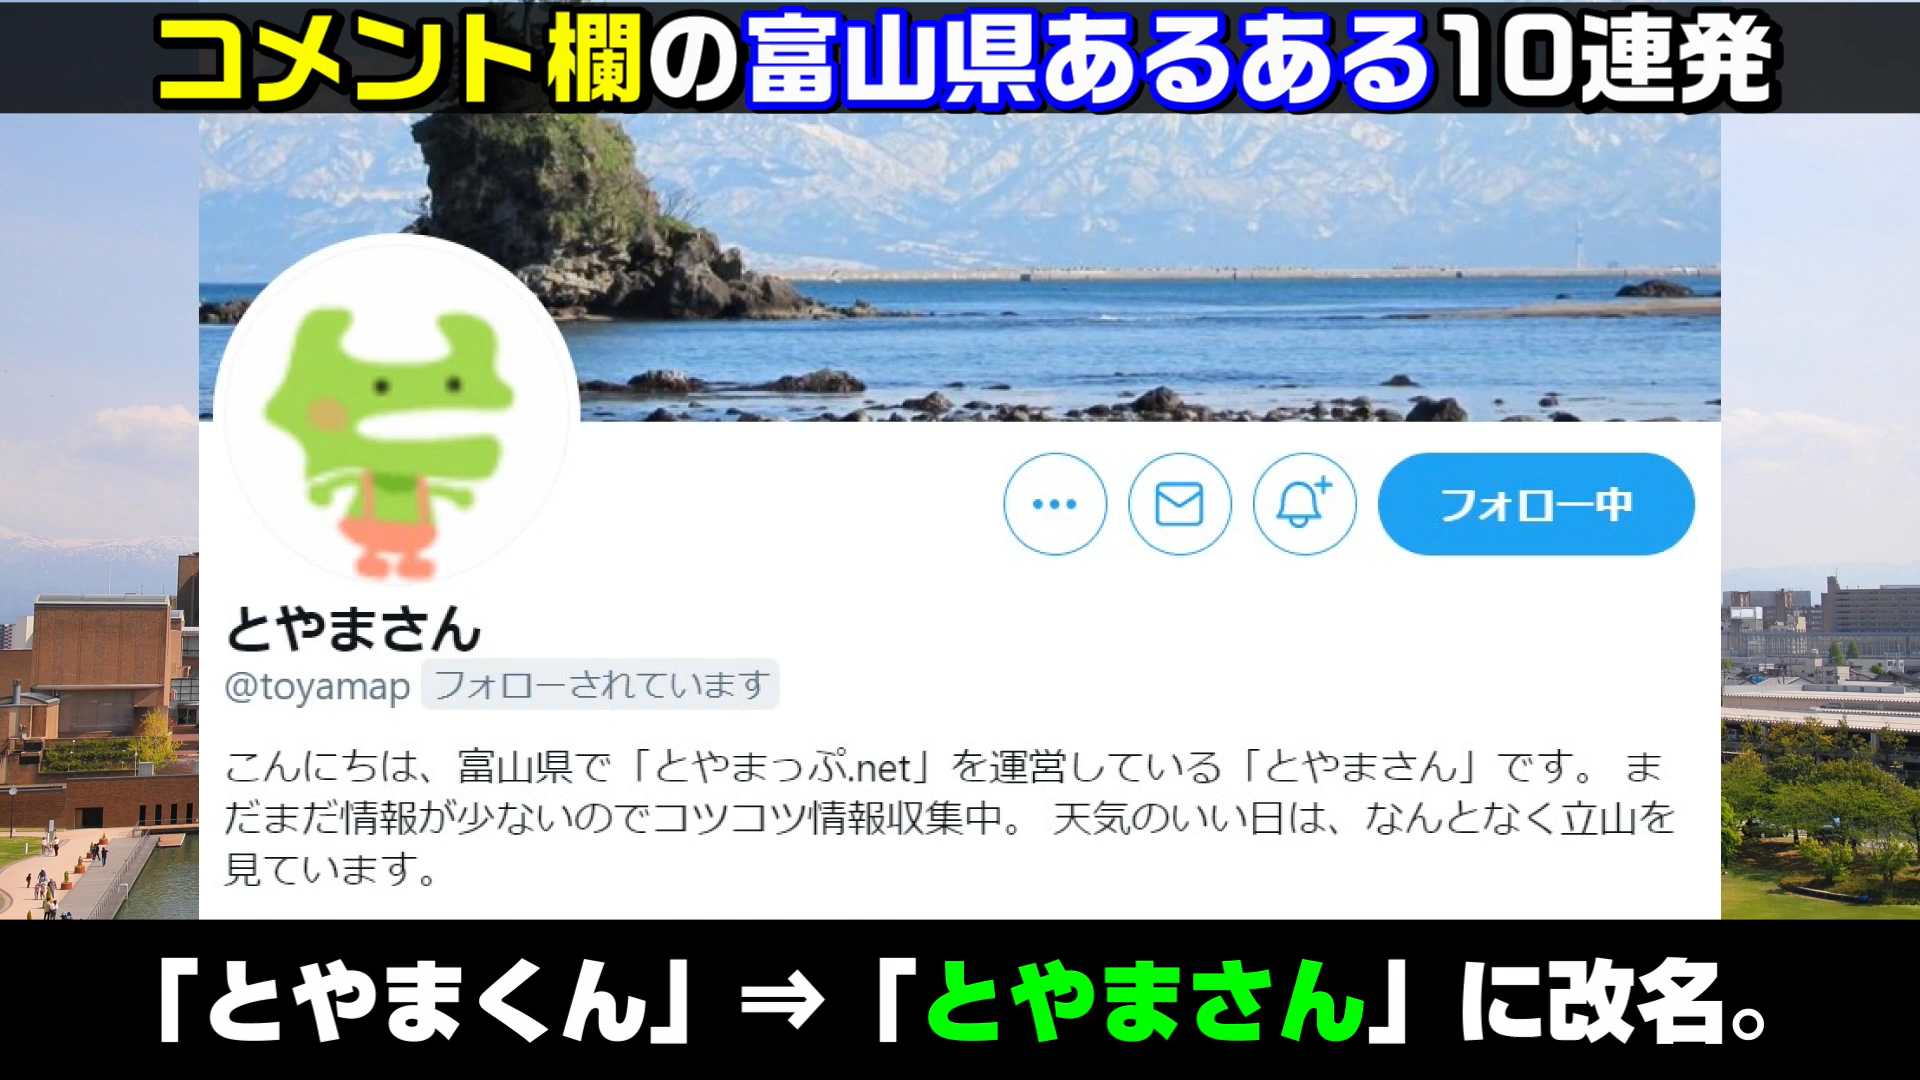 コメント欄の富山県あるある10連発
フォロー中
とやまさん
@toyamap フォローされています
こんにちは、富山県で「とやまっぷ.net」を運営している「とやまさん」です。 ま
だまだ情報が少ないのでコツコツ情報収集中。 天気のいい日は、なんとなく立山を
見ています。
「とやまくん」⇒「とやまさん」に改名。